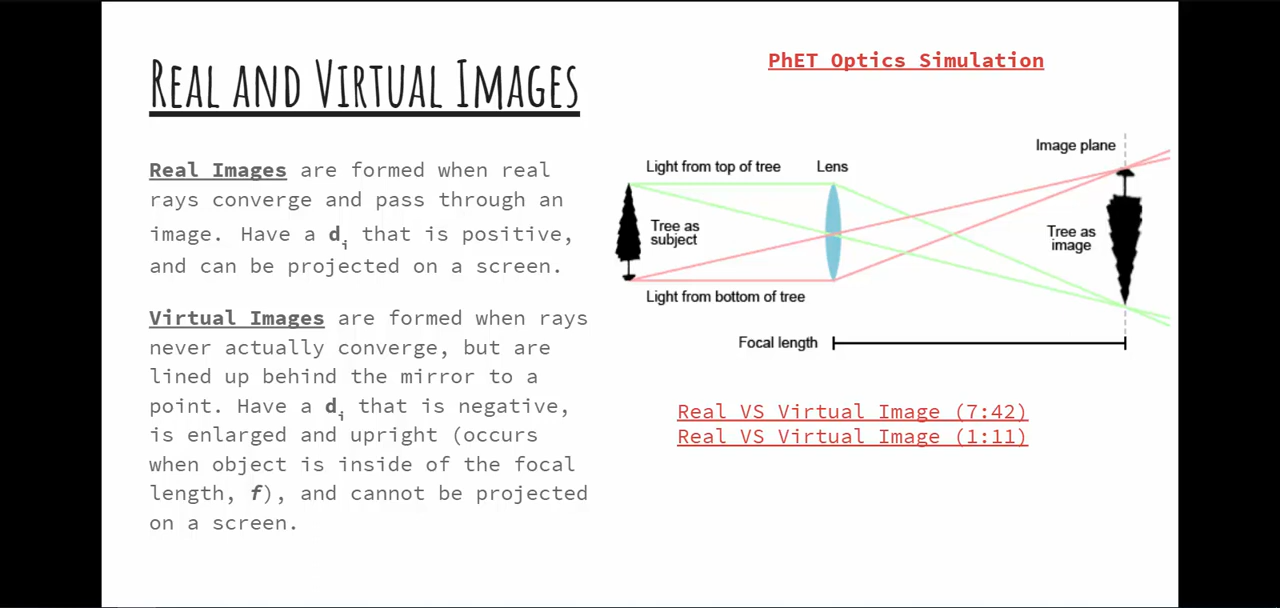 REAL AND VIRTUAL IMAGES
Real Images are formed when real
rays converge and pass through an
image. Have a di that is positive,
and can be projected on a screen.
Virtual Images are formed when rays
never actually converge, but are
lined up behind the mirror to a
point. Have a di that is negative,
is enlarged and upright (occurs
when object is inside of the focal
length, f), and cannot be projected
on a screen.
PhET Optics Simulation
Image plane
Light from top of tree
Lens
Tree as
subject
Tree as
image
Light from bottom of tree
Focal length
Real VS Virtual Image (7:42)
Real VS Virtual Image (1:11)